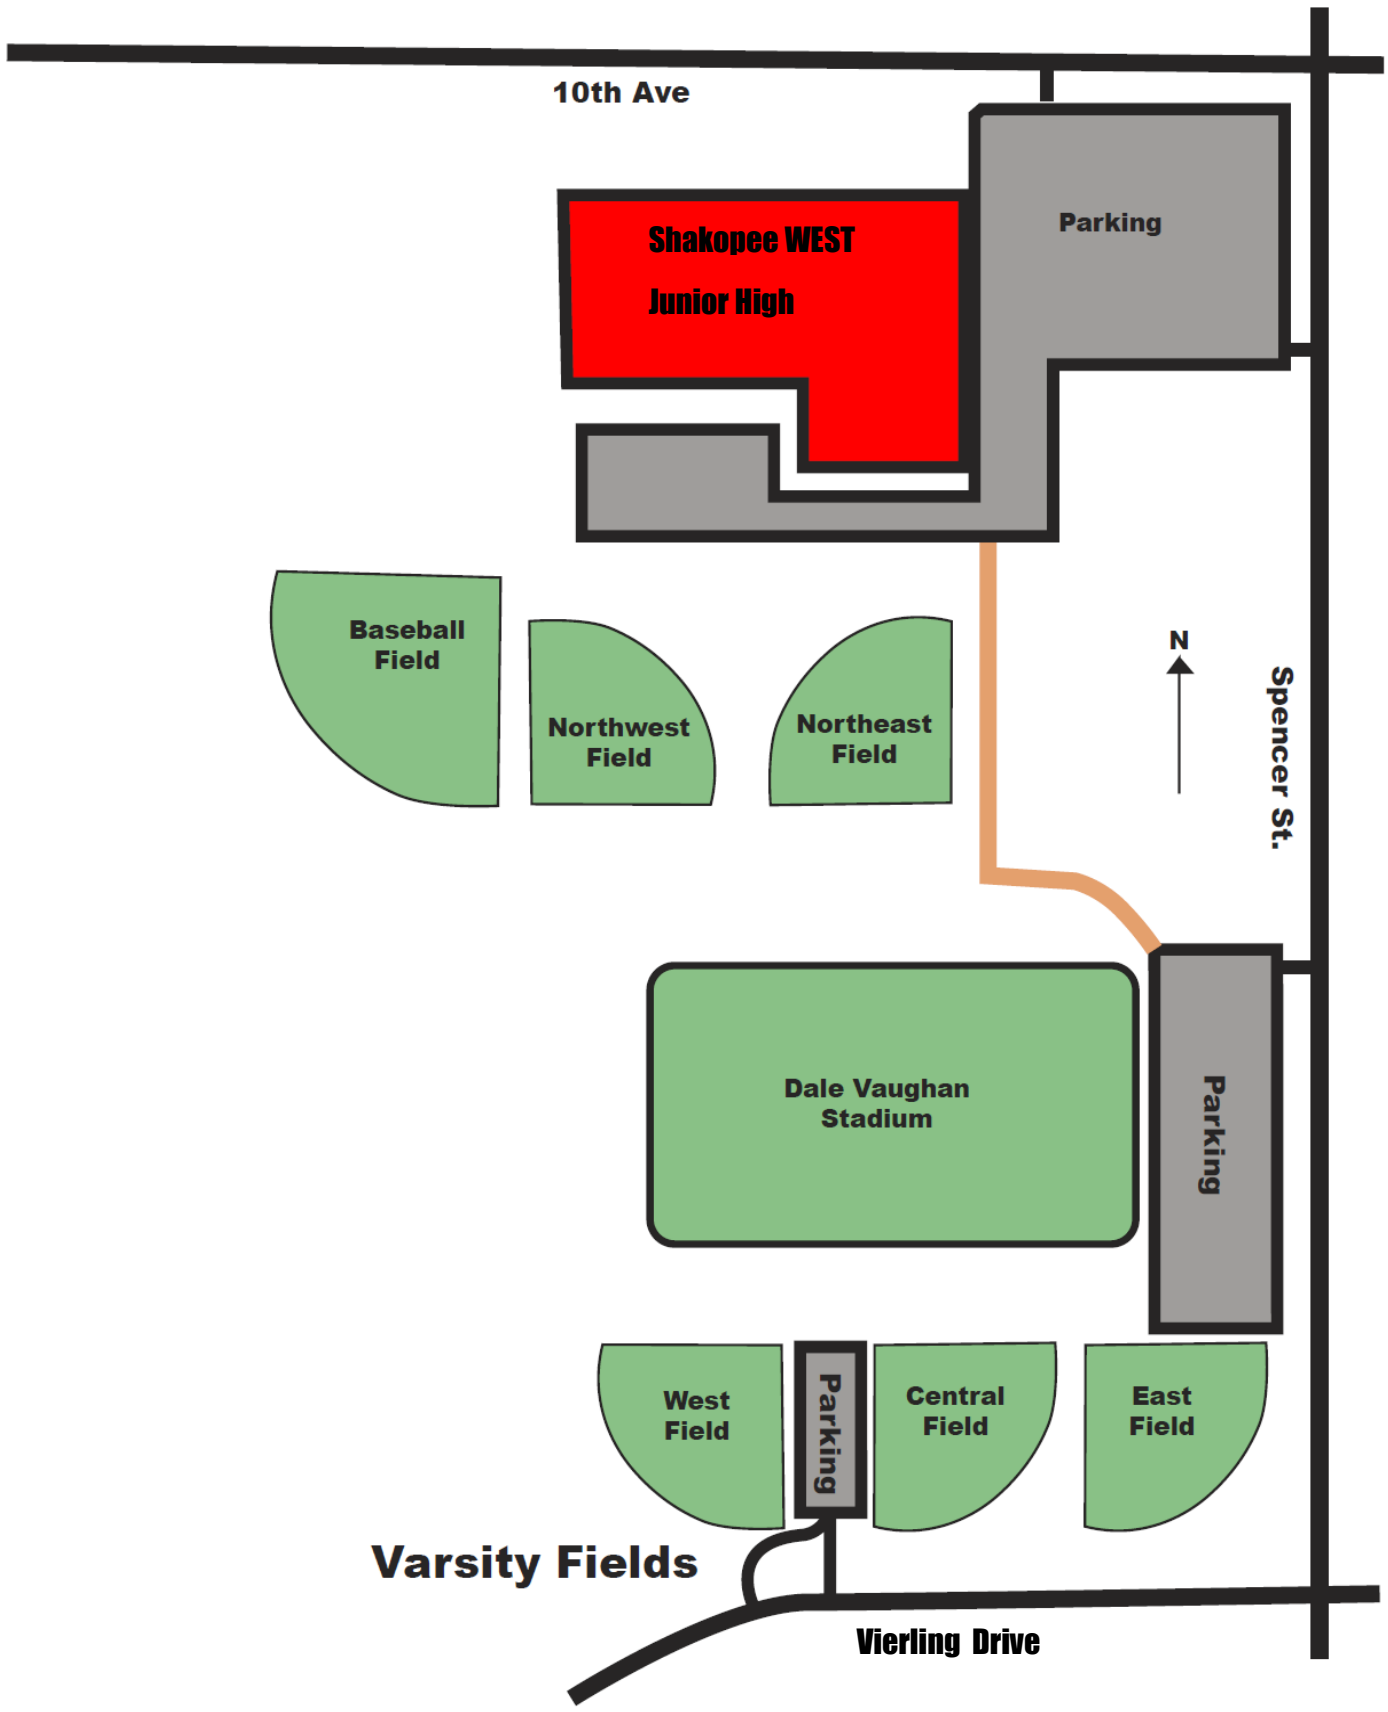 10th Ave
Parking
Shakopee WEST
Junior High
Baseball
Field
Northwest
Field
Northeast
Field
N
Spencer St.
Dale Vaughan
Stadium
Parking
West
Field
Parking
Central
Field
East
Field
Varsity Fields
Vierling Drive